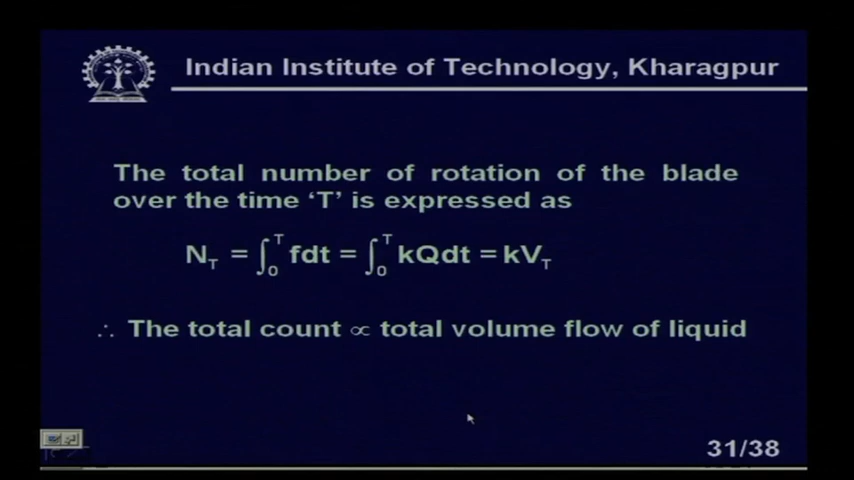 Indian Institute of Technology, Kharagpur
The total number of rotation of the blade
over the time ‘T’ is expressed as
N_T = ∫_0^T fdt = ∫_0^T kQdt = kV_T
∴ The total count ∝ total volume flow of liquid
31/38